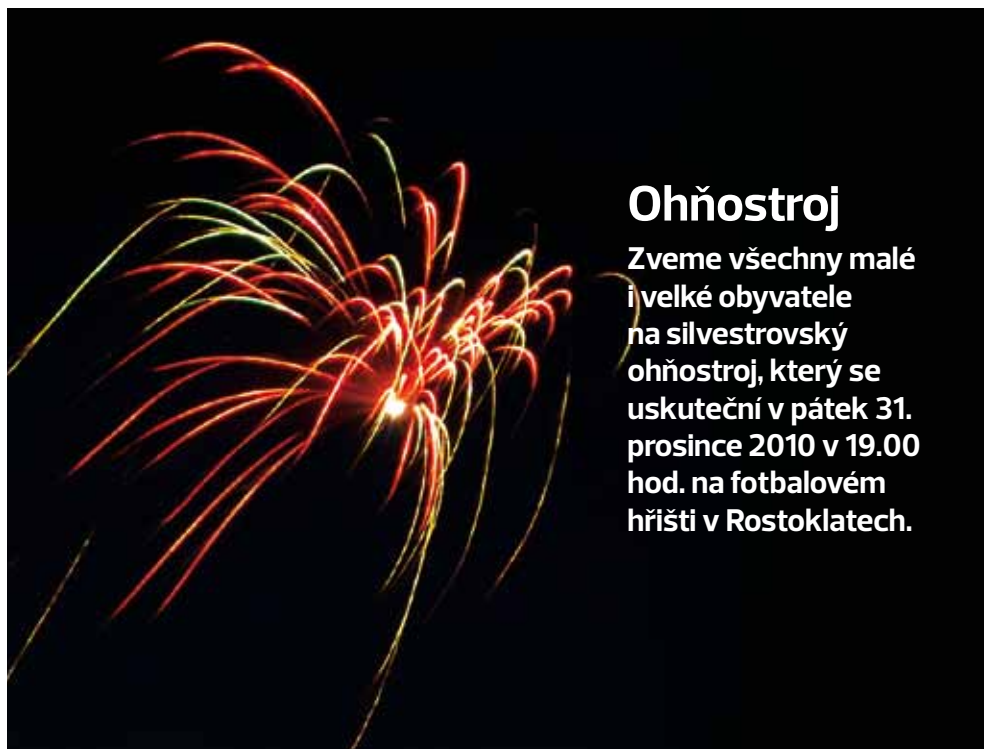 Ohňostroj
Zveme všechny malé
i velké obyvatele
na silvestrovský
ohňostroj, který se
uskuteční v pátek 31.
prosince 2010 v 19.00
hod. na fotbalovém
hřišti v Rostoklatech.